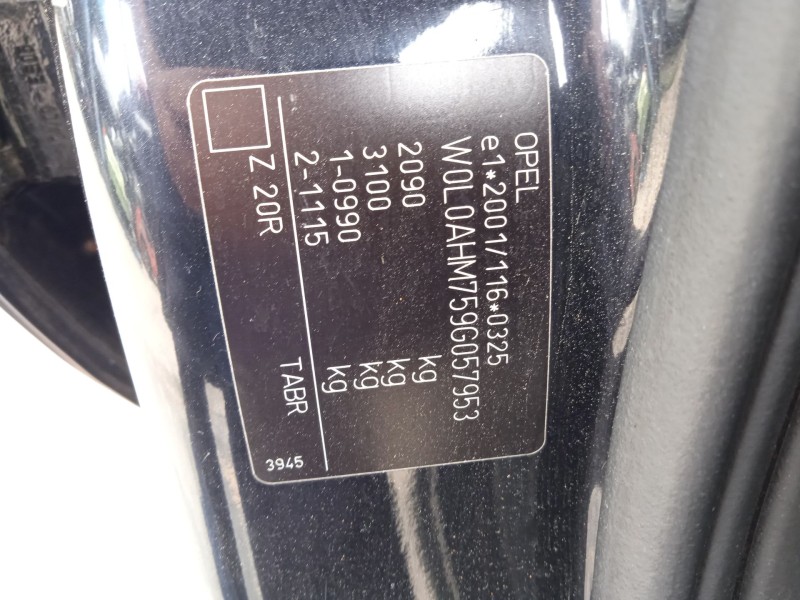 OPEL
e1*2001/116*0325
W0L0AHM759G057953
2090 kg
3100 kg
1-0990 kg
2-1115 kg
Z 20R TABR
3945